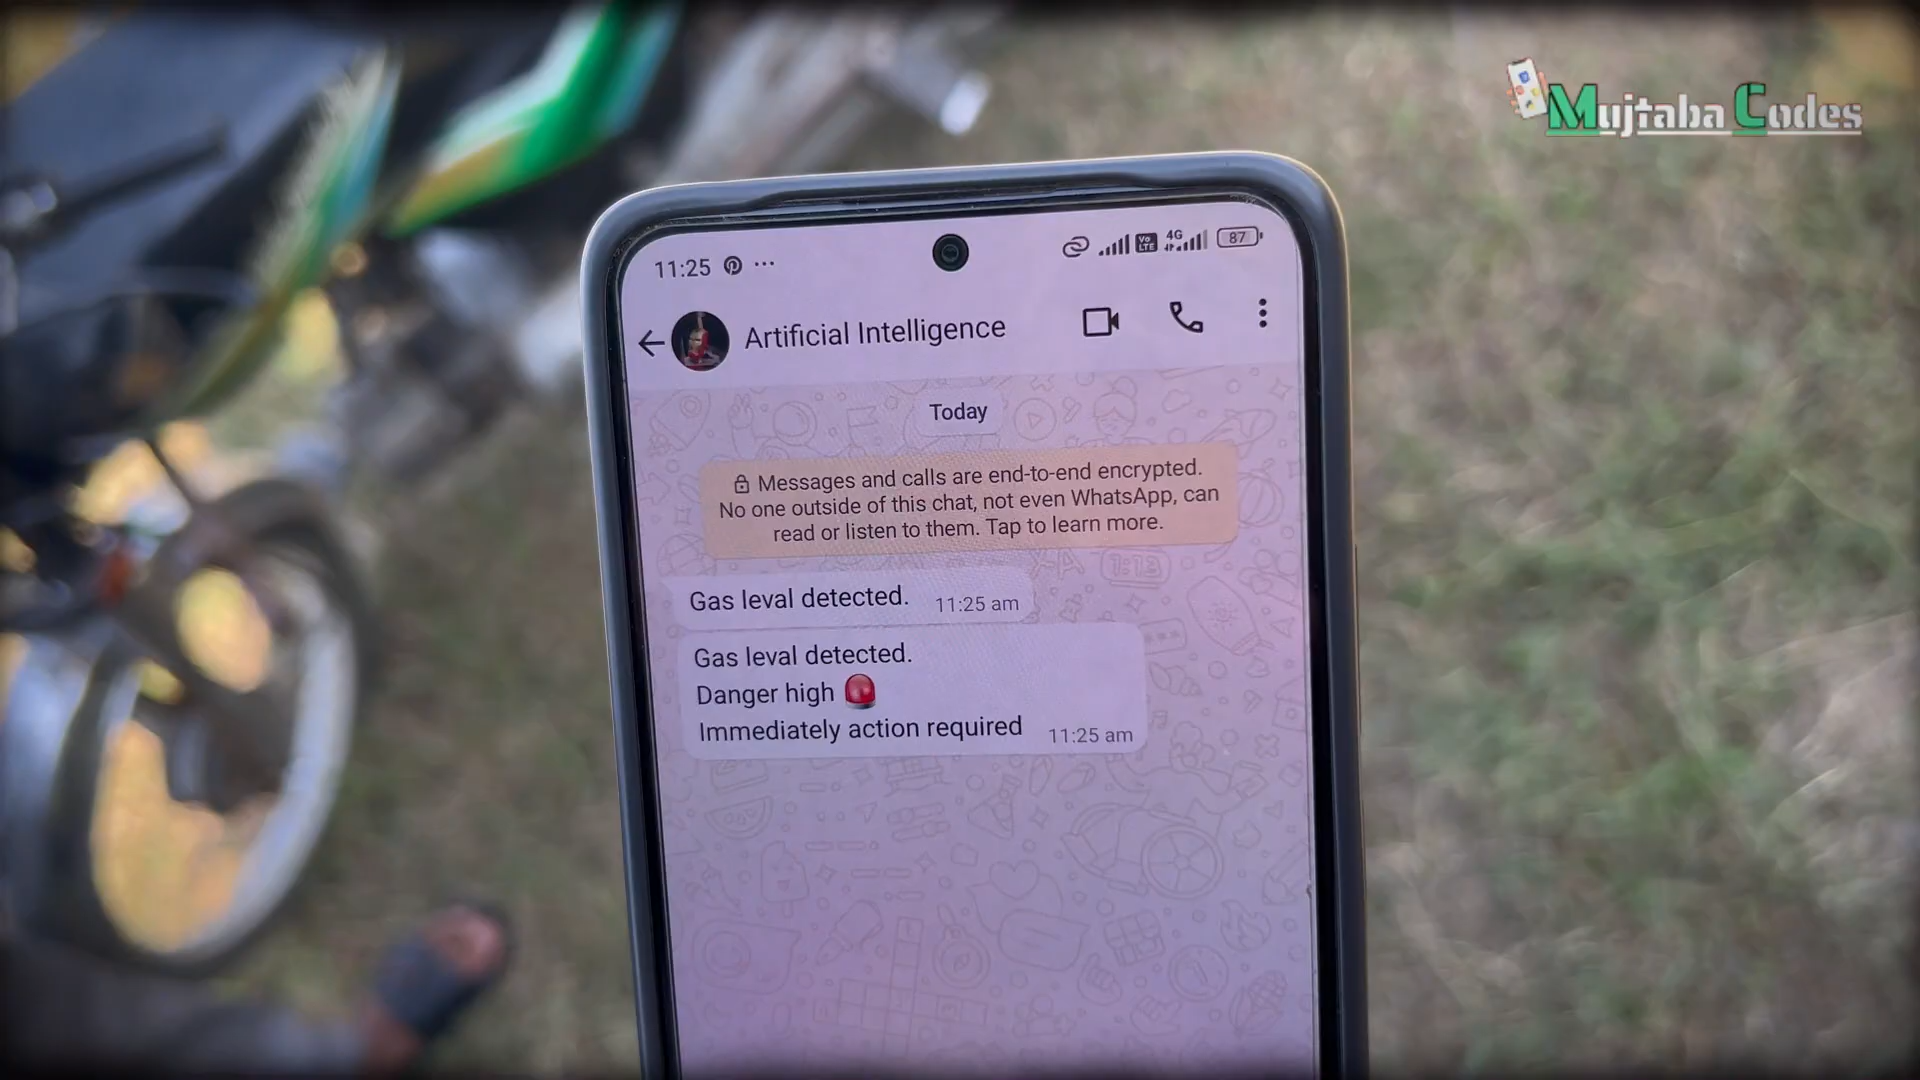 Mujtaba Codes
11:25 ... Vo LTE 4G 87
Artificial Intelligence
Today
Messages and calls are end-to-end encrypted.
No one outside of this chat, not even WhatsApp, can
read or listen to them. Tap to learn more.
Gas leval detected. 11:25 am
Gas leval detected.
Danger high 🚨
Immediately action required 11:25 am